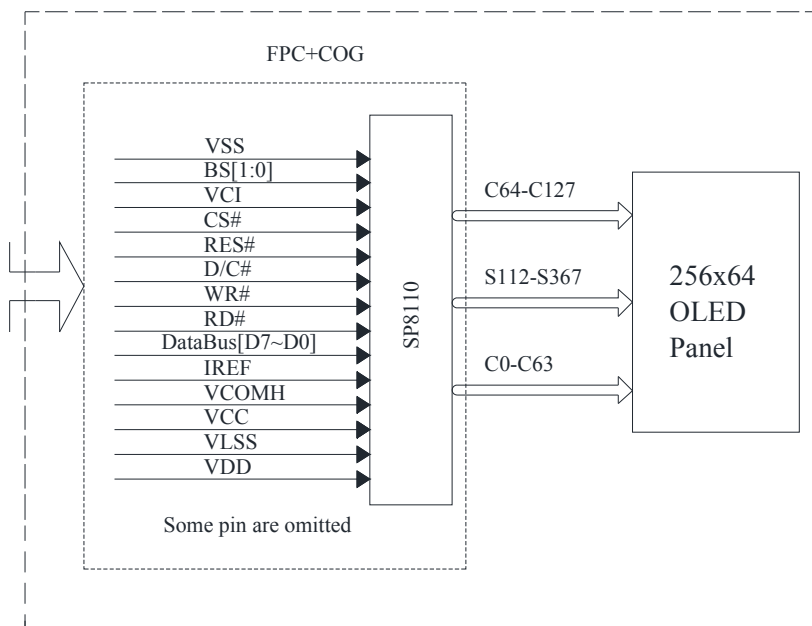 FPC+COG
VSS
BS[1:0]
VCI
CS#
RES#
D/C#
WR#
RD#
DataBus[D7~D0]
IREF
VCOMH
VCC
VLSS
VDD
Some pin are omitted
SP8110
C64-C127
S112-S367
C0-C63
256x64
OLED
Panel